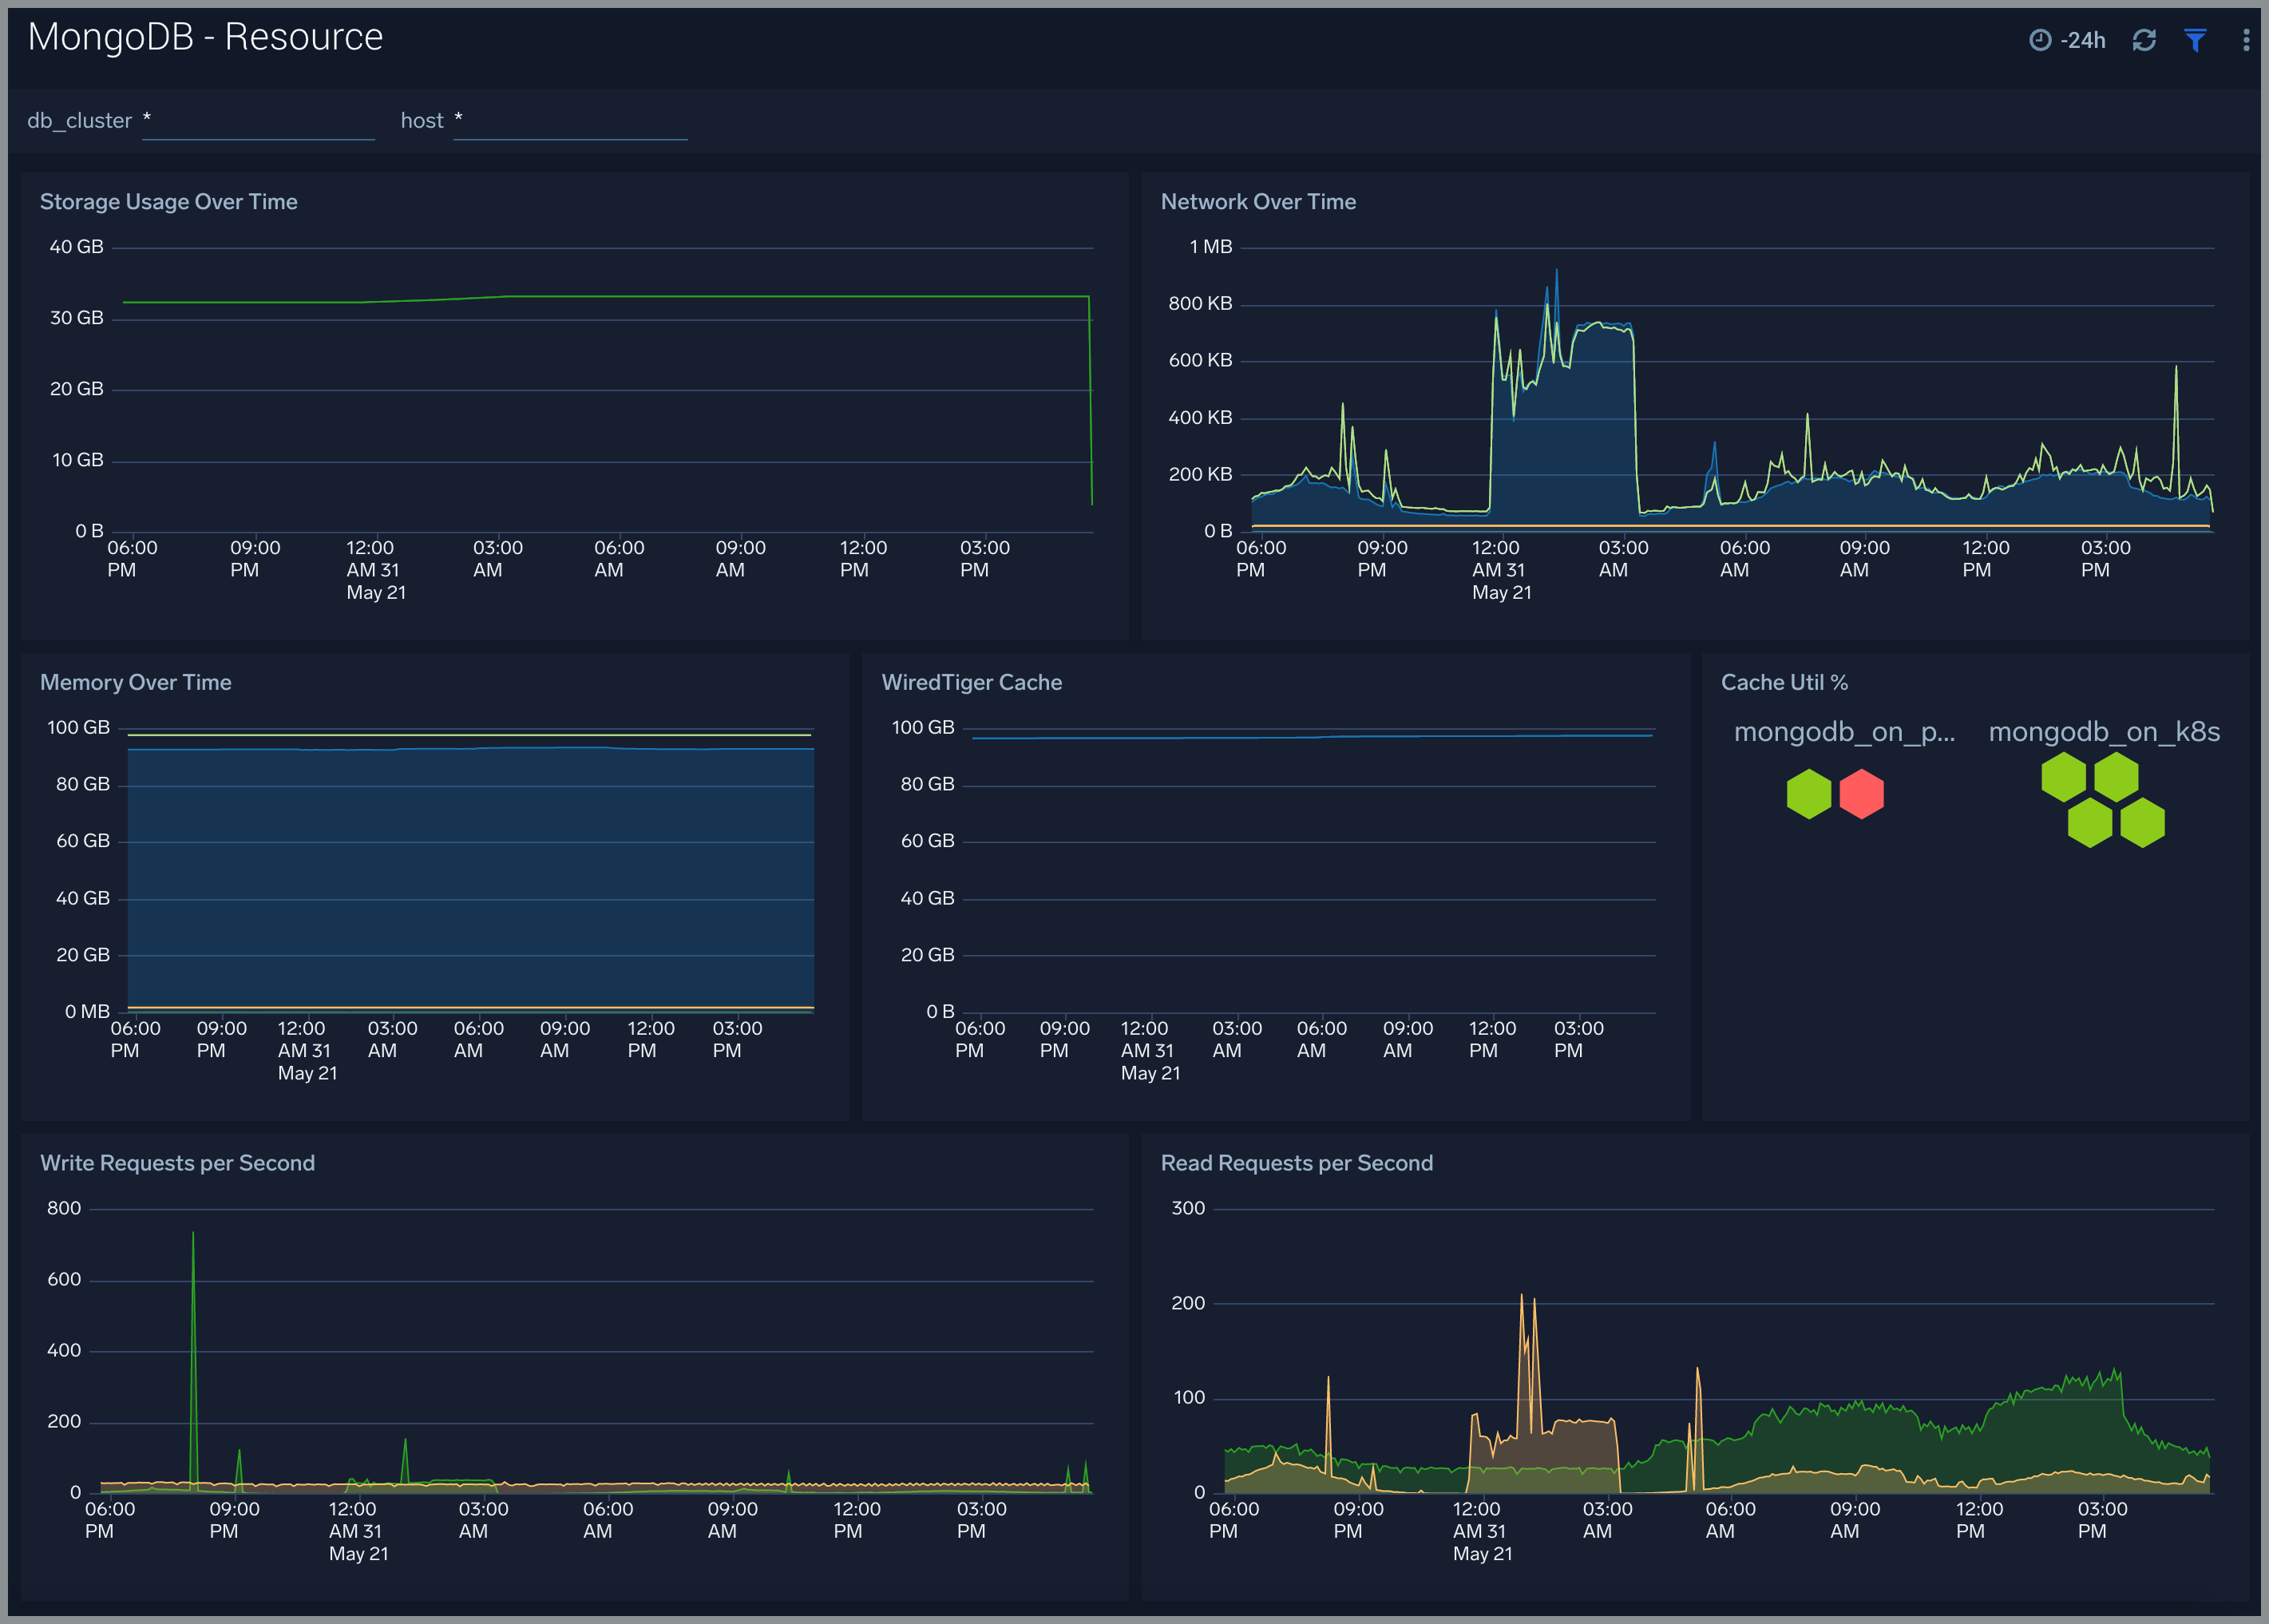 MongoDB - Resource
-24h
db_cluster * host *
Storage Usage Over Time
40 GB
30 GB
20 GB
10 GB
0 B
06:00 PM 09:00 PM 12:00 AM 31 May 21 03:00 AM 06:00 AM 09:00 AM 12:00 PM 03:00 PM
Network Over Time
1 MB
800 KB
600 KB
400 KB
200 KB
0 B
06:00 PM 09:00 PM 12:00 AM 31 May 21 03:00 AM 06:00 AM 09:00 AM 12:00 PM 03:00 PM
Memory Over Time
100 GB
80 GB
60 GB
40 GB
20 GB
0 MB
06:00 PM 09:00 PM 12:00 AM 31 May 21 03:00 AM 06:00 AM 09:00 AM 12:00 PM 03:00 PM
WiredTiger Cache
100 GB
80 GB
60 GB
40 GB
20 GB
0 B
06:00 PM 09:00 PM 12:00 AM 31 May 21 03:00 AM 06:00 AM 09:00 AM 12:00 PM 03:00 PM
Cache Util %
mongodb_on_p... mongodb_on_k8s
Write Requests per Second
800
600
400
200
0
06:00 PM 09:00 PM 12:00 AM 31 May 21 03:00 AM 06:00 AM 09:00 AM 12:00 PM 03:00 PM
Read Requests per Second
300
200
100
0
06:00 PM 09:00 PM 12:00 AM 31 May 21 03:00 AM 06:00 AM 09:00 AM 12:00 PM 03:00 PM